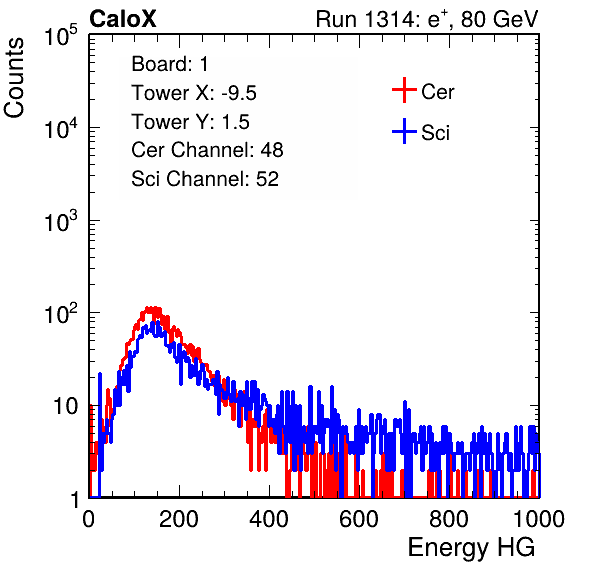 CaloX Run 1314: e⁺, 80 GeV
Counts
10⁵
10⁴
10³
10²
10
1
Board: 1
Tower X: -9.5
Tower Y: 1.5
Cer Channel: 48
Sci Channel: 52
Cer
Sci
0 200 400 600 800 1000
Energy HG